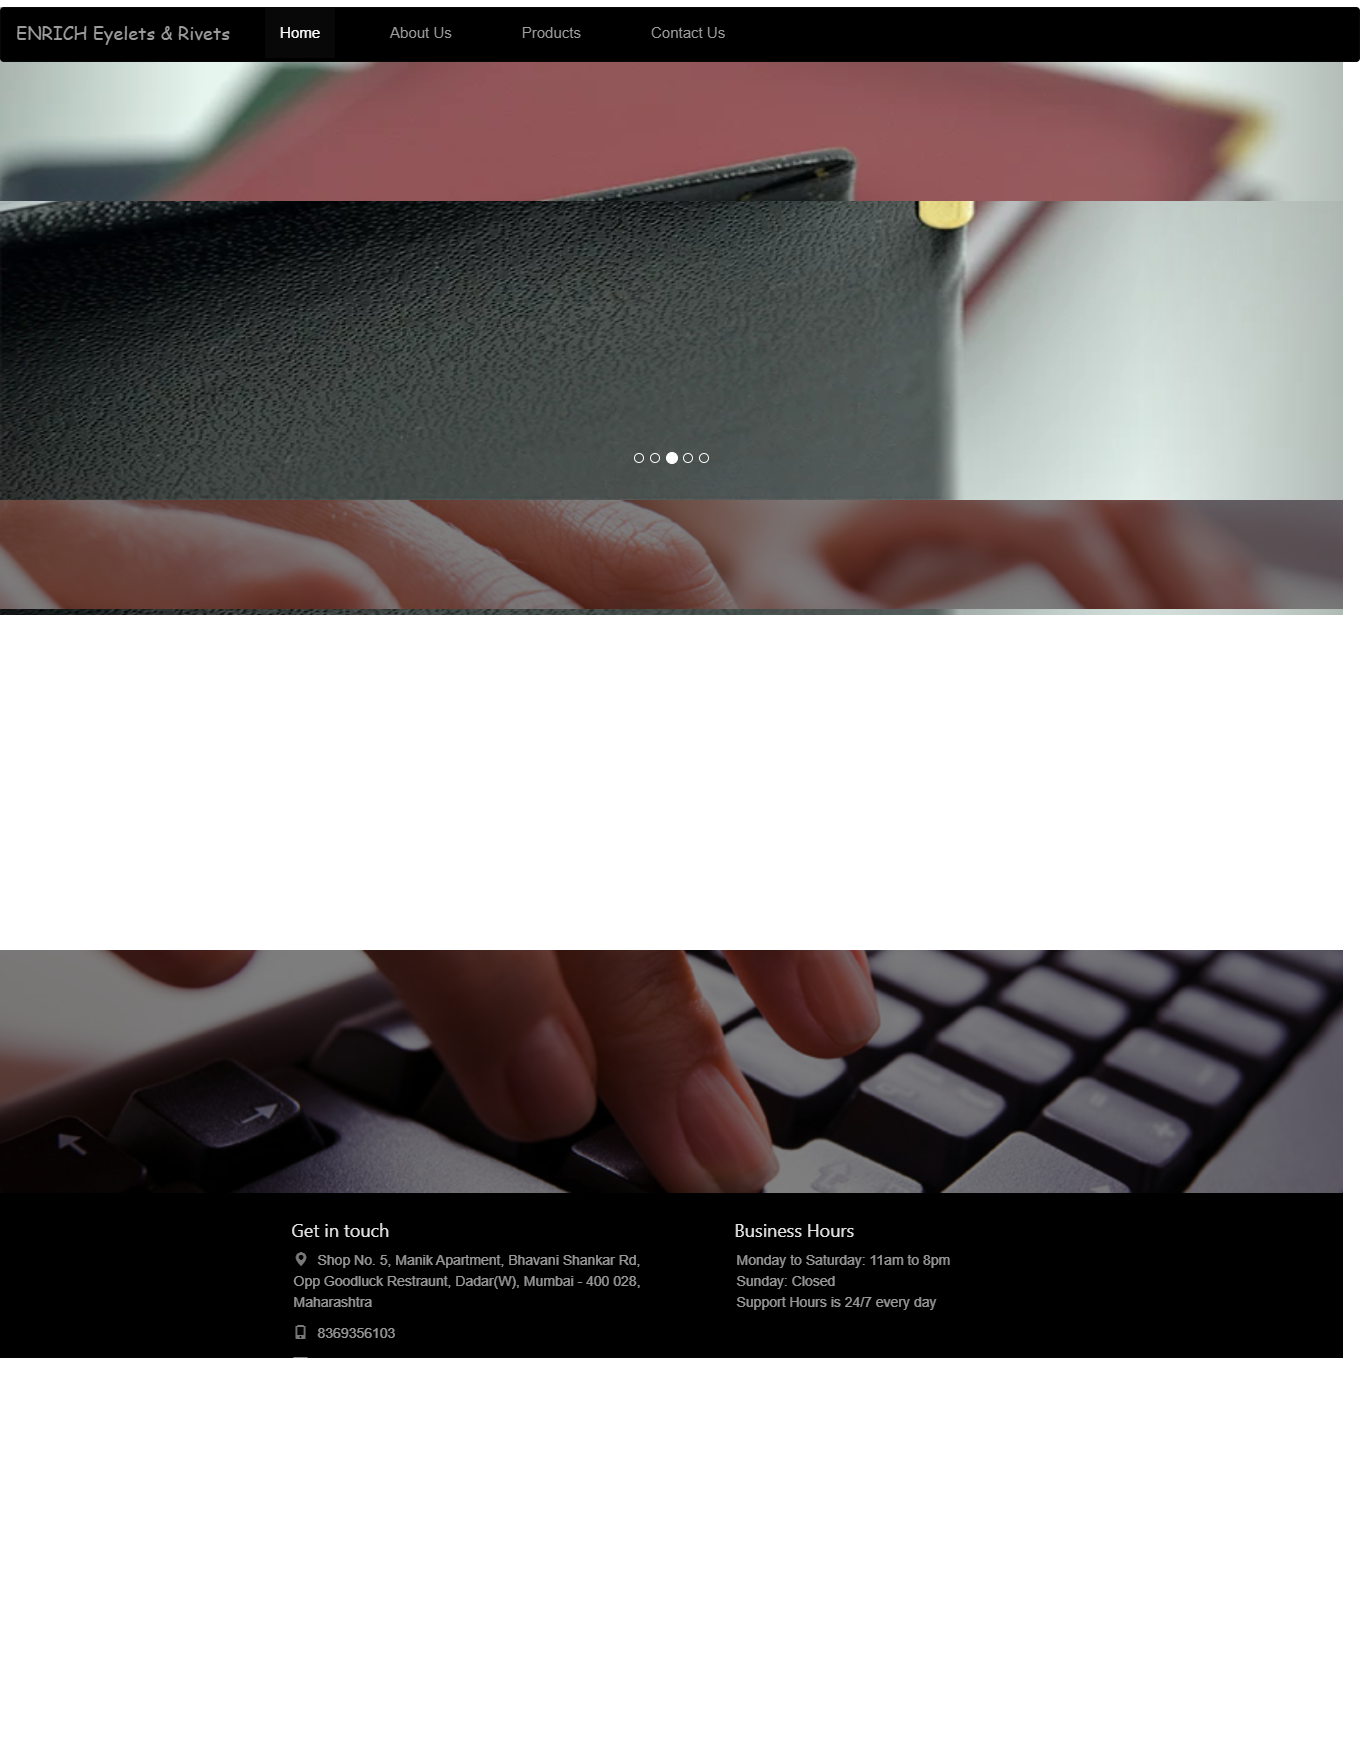 ENRICH Eyelets & Rivets
Home
About Us
Products
Contact Us
Get in touch
Shop No. 5, Manik Apartment, Bhavani Shankar Rd,
Opp Goodluck Restraunt, Dadar(W), Mumbai - 400 028,
Maharashtra
8369356103
Business Hours
Monday to Saturday: 11am to 8pm
Sunday: Closed
Support Hours is 24/7 every day